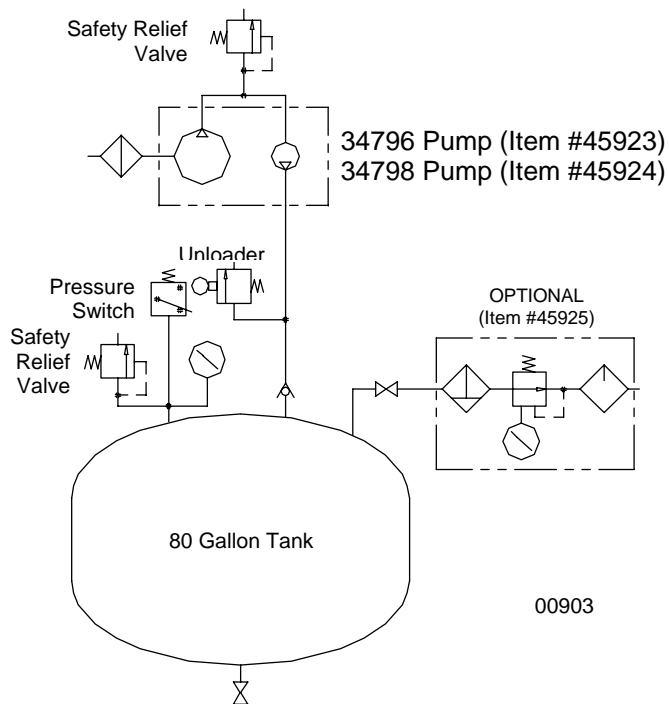 Safety Relief
Valve
34796 Pump (Item #45923)
34798 Pump (Item #45924)
Unloader
Pressure
Switch
Safety
Relief
Valve
OPTIONAL
(Item #45925)
80 Gallon Tank
00903